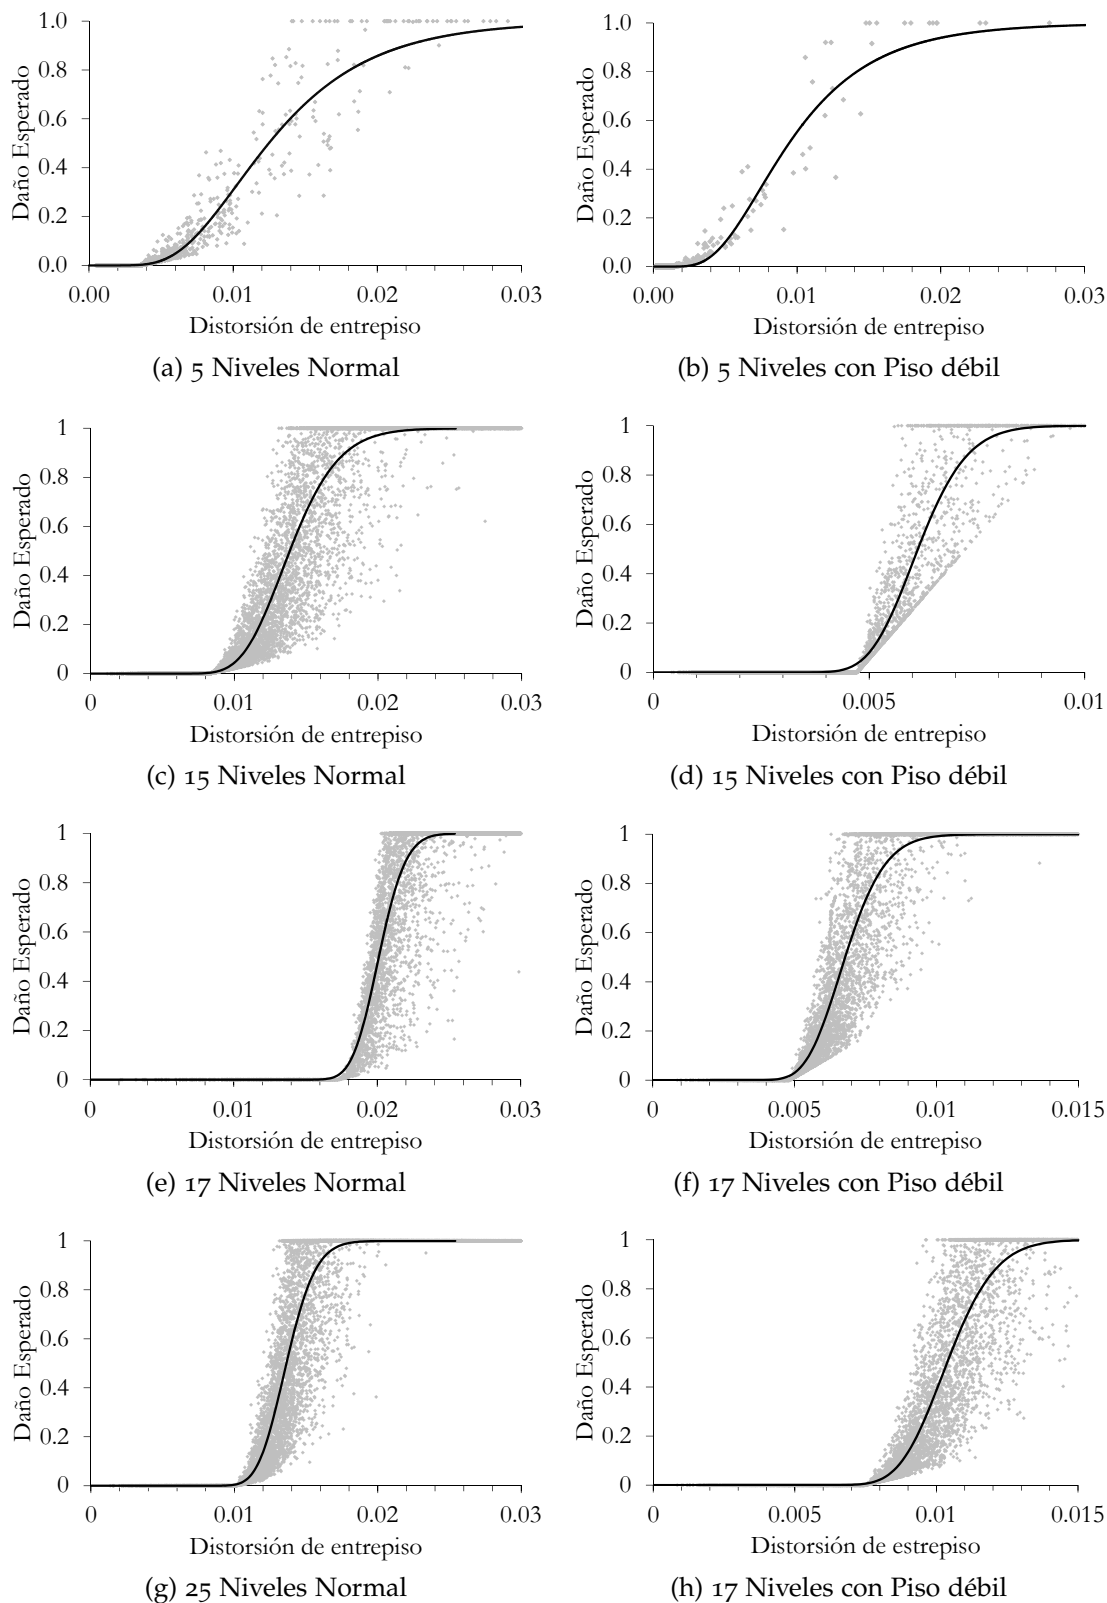 1.0
0.8
0.6
0.4
0.2
0.0
Daño Esperado
0.00 0.01 0.02 0.03
Distorsión de entrepiso
(a) 5 Niveles Normal
1.0
0.8
0.6
0.4
0.2
0.0
Daño Esperado
0.00 0.01 0.02 0.03
Distorsión de entrepiso
(b) 5 Niveles con Piso débil
1
0.8
0.6
0.4
0.2
0
Daño Esperado
0 0.01 0.02 0.03
Distorsión de entrepiso
(c) 15 Niveles Normal
1
0.8
0.6
0.4
0.2
0
Daño Esperado
0 0.005 0.01
Distorsión de entrepiso
(d) 15 Niveles con Piso débil
1
0.8
0.6
0.4
0.2
0
Daño Esperado
0 0.01 0.02 0.03
Distorsión de entrepiso
(e) 17 Niveles Normal
1
0.8
0.6
0.4
0.2
0
Daño Esperado
0 0.005 0.01 0.015
Distorsión de entrepiso
(f) 17 Niveles con Piso débil
1
0.8
0.6
0.4
0.2
0
Daño Esperado
0 0.01 0.02 0.03
Distorsión de entrepiso
(g) 25 Niveles Normal
1
0.8
0.6
0.4
0.2
0
Daño Esperado
0 0.005 0.01 0.015
Distorsión de estrepiso
(h) 17 Niveles con Piso débil